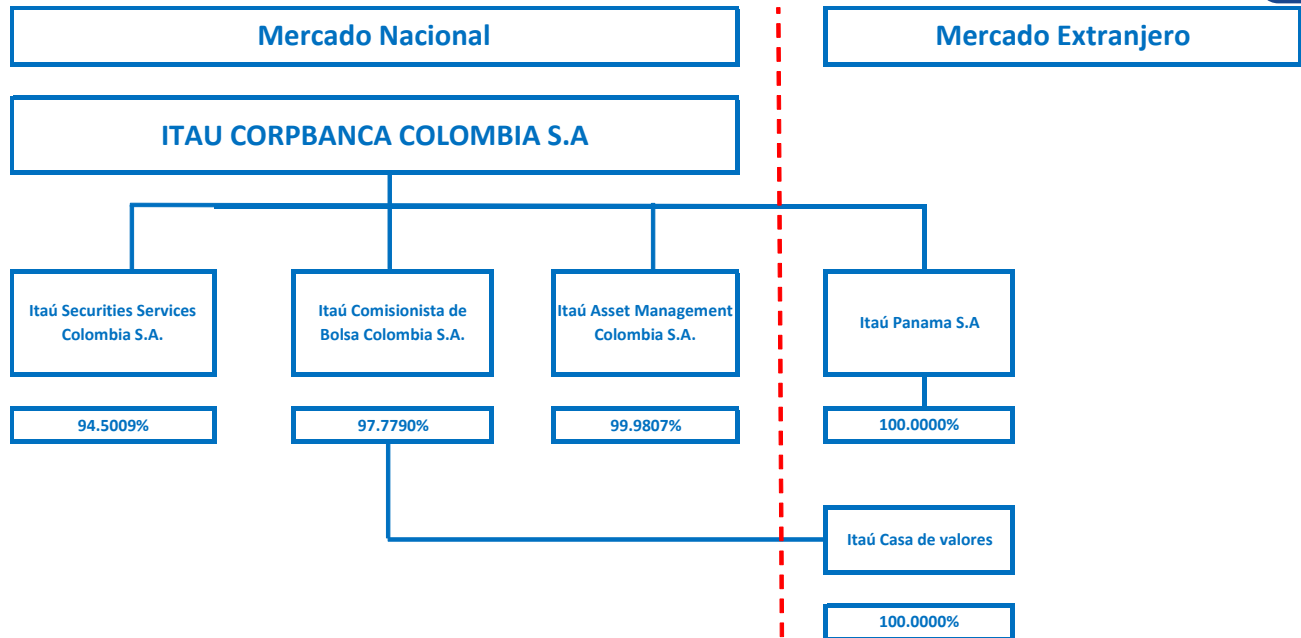 Mercado Nacional
Mercado Extranjero
ITAU CORPBANCA COLOMBIA S.A
Itaú Securities Services
Colombia S.A.
Itaú Comisionista de
Bolsa Colombia S.A.
Itaú Asset Management
Colombia S.A.
Itaú Panama S.A
94.5009%
97.7790%
99.9807%
100.0000%
Itaú Casa de valores
100.0000%